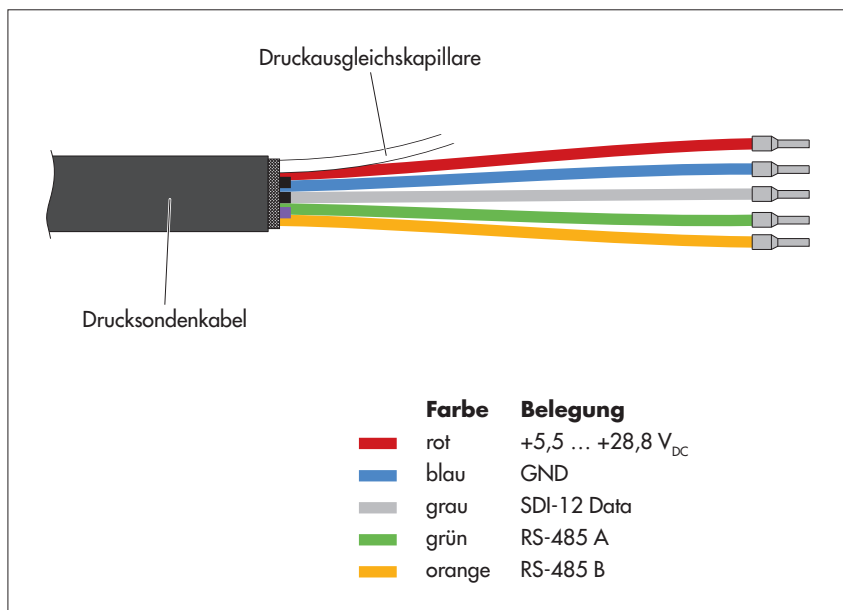 Druckausgleichskapillare
Drucksondenkabel
Farbe Belegung
rot +5,5 … +28,8 V_DC
blau GND
grau SDI-12 Data
grün RS-485 A
orange RS-485 B